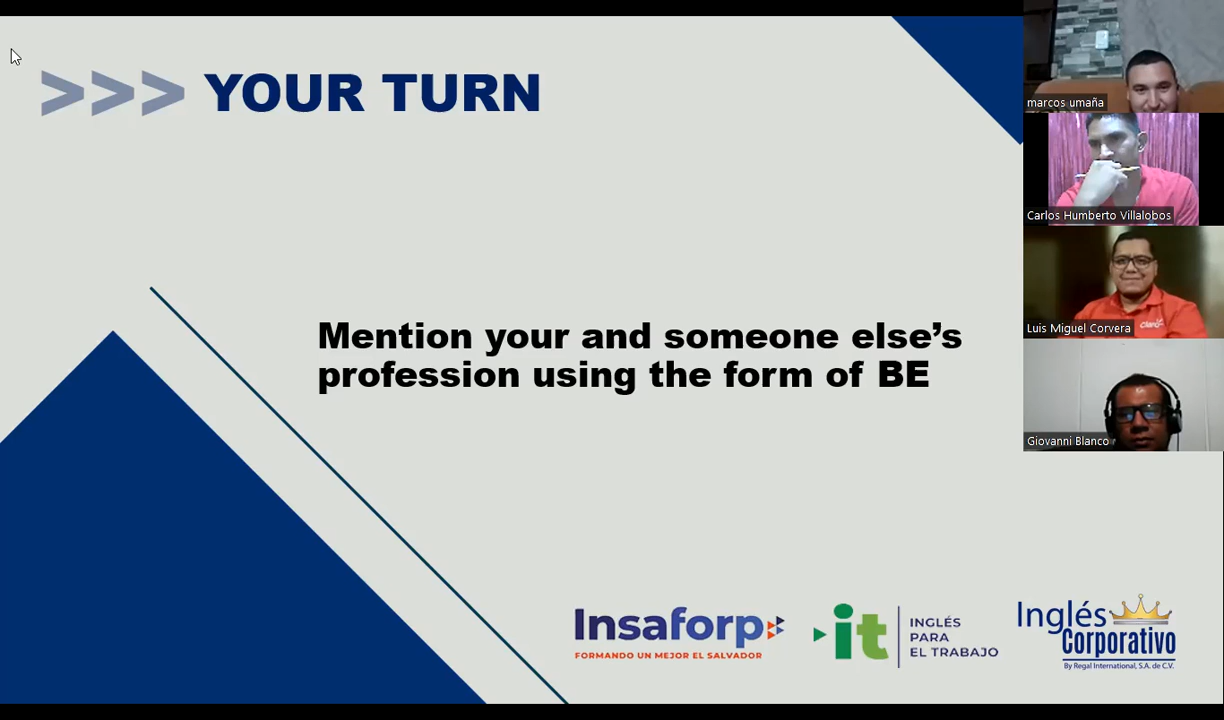 >>> YOUR TURN
marcos umaña
Carlos Humberto Villalobos
Claro
Luis Miguel Corvera
Giovanni Blanco
Mention your and someone else’s
profession using the form of BE
Insaforp
FORMANDO UN MEJOR EL SALVADOR
it
INGLÉS
PARA
EL TRABAJO
Inglés
Corporativo
By Regal International, S.A. de C.V.